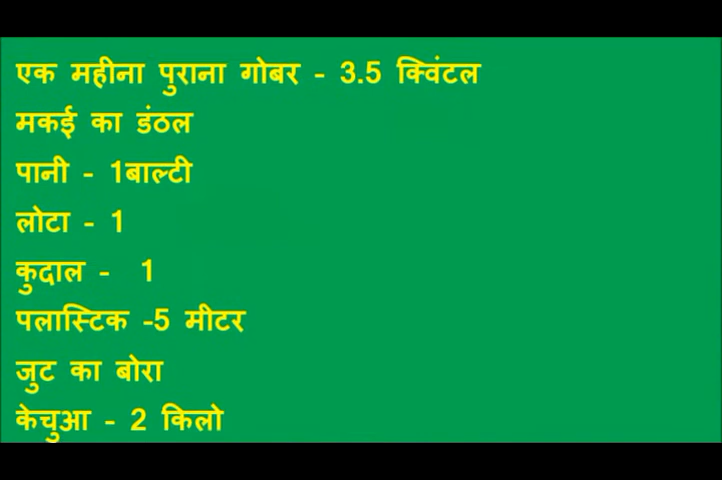 एक महीना पुराना गोबर - 3.5 क्विंटल
मकई का डंठल
पानी - 1बाल्टी
लोटा - 1
कुदाल - 1
पलास्टिक -5 मीटर
जुट का बोरा
केचुआ - 2 किलो